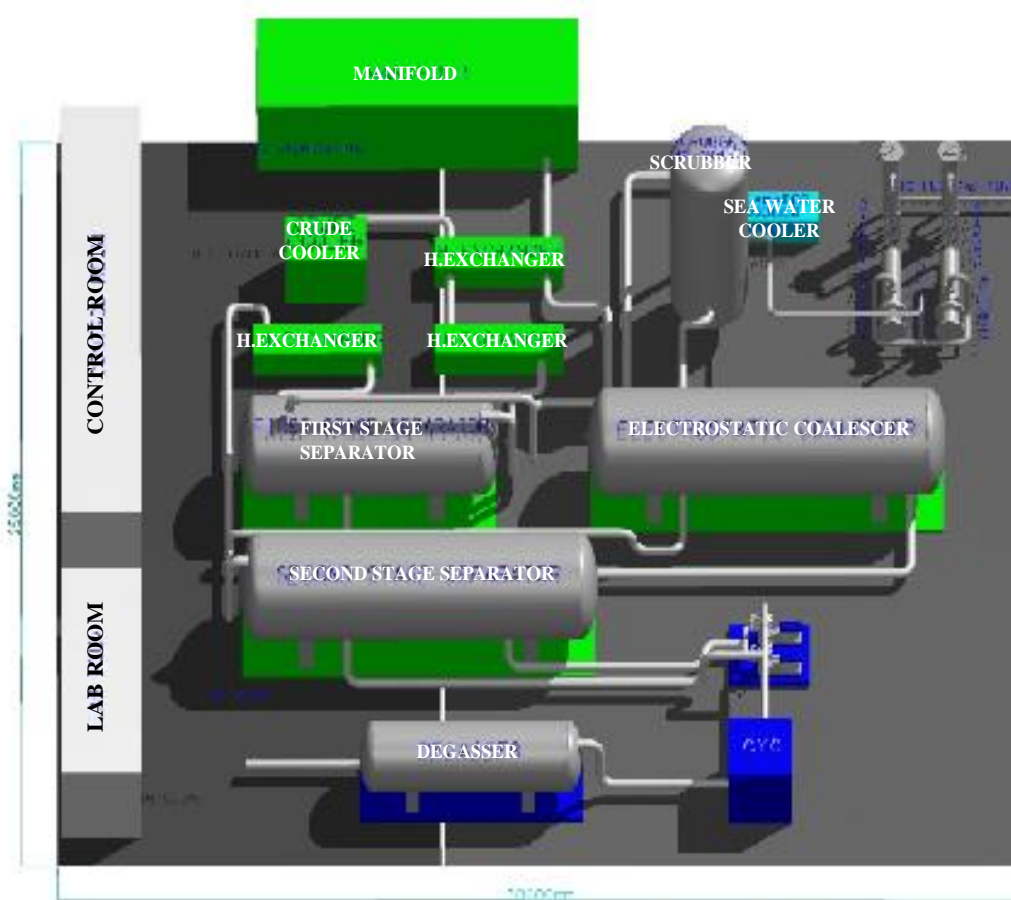 MANIFOLD
SCRUBBER
SEA WATER
COOLER
CRUDE
COOLER
H.EXCHANGER
H.EXCHANGER
H.EXCHANGER
CONTROL ROOM
FIRST STAGE
SEPARATOR
ELECTROSTATIC COALESCER
SECOND STAGE SEPARATOR
LAB ROOM
DEGASSER
CYC